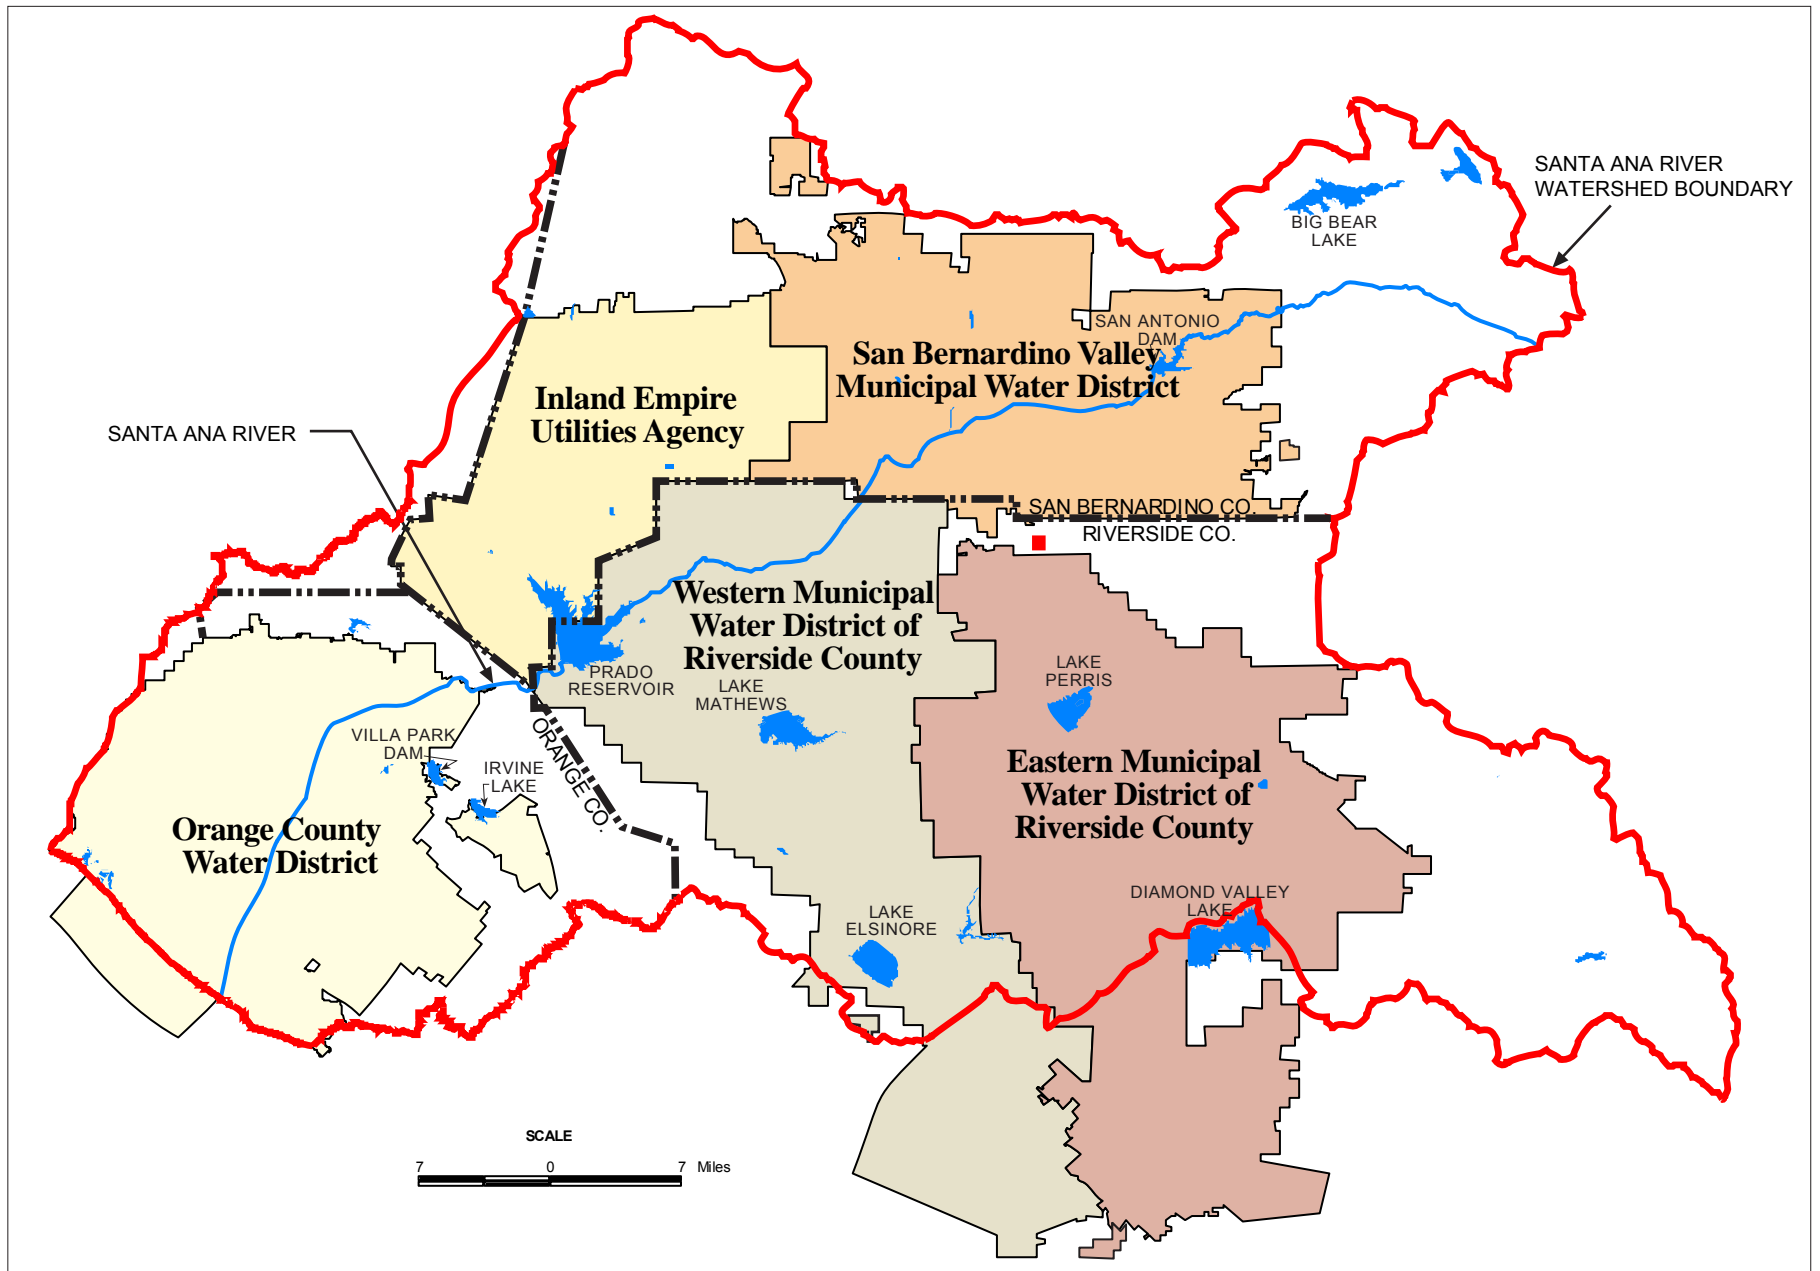 SANTA ANA RIVER
WATERSHED BOUNDARY
BIG BEAR
LAKE
SAN ANTONIO
DAM
San Bernardino Valley
Municipal Water District
Inland Empire
Utilities Agency
SANTA ANA RIVER
SAN BERNARDINO CO.
RIVERSIDE CO.
Western Municipal
Water District of
Riverside County
PRADO
RESERVOIR
LAKE
MATHEWS
LAKE
PERRIS
ORANGE CO.
VILLA PARK
DAM
IRVINE
LAKE
Eastern Municipal
Water District of
Riverside County
Orange County
Water District
DIAMOND VALLEY
LAKE
LAKE
ELSINORE
SCALE
7 0 7 Miles